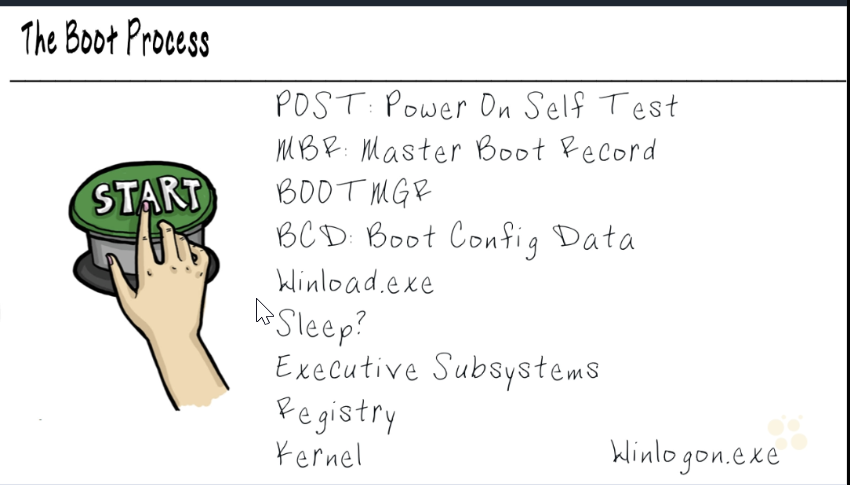 The Boot Process
POST: Power On Self Test
MBR: Master Boot Record
BOOTMGR
BCD: Boot Config Data
START
Winload.exe
Sleep?
Executive Subsystems
Registry
Kernel
Winlogon.exe